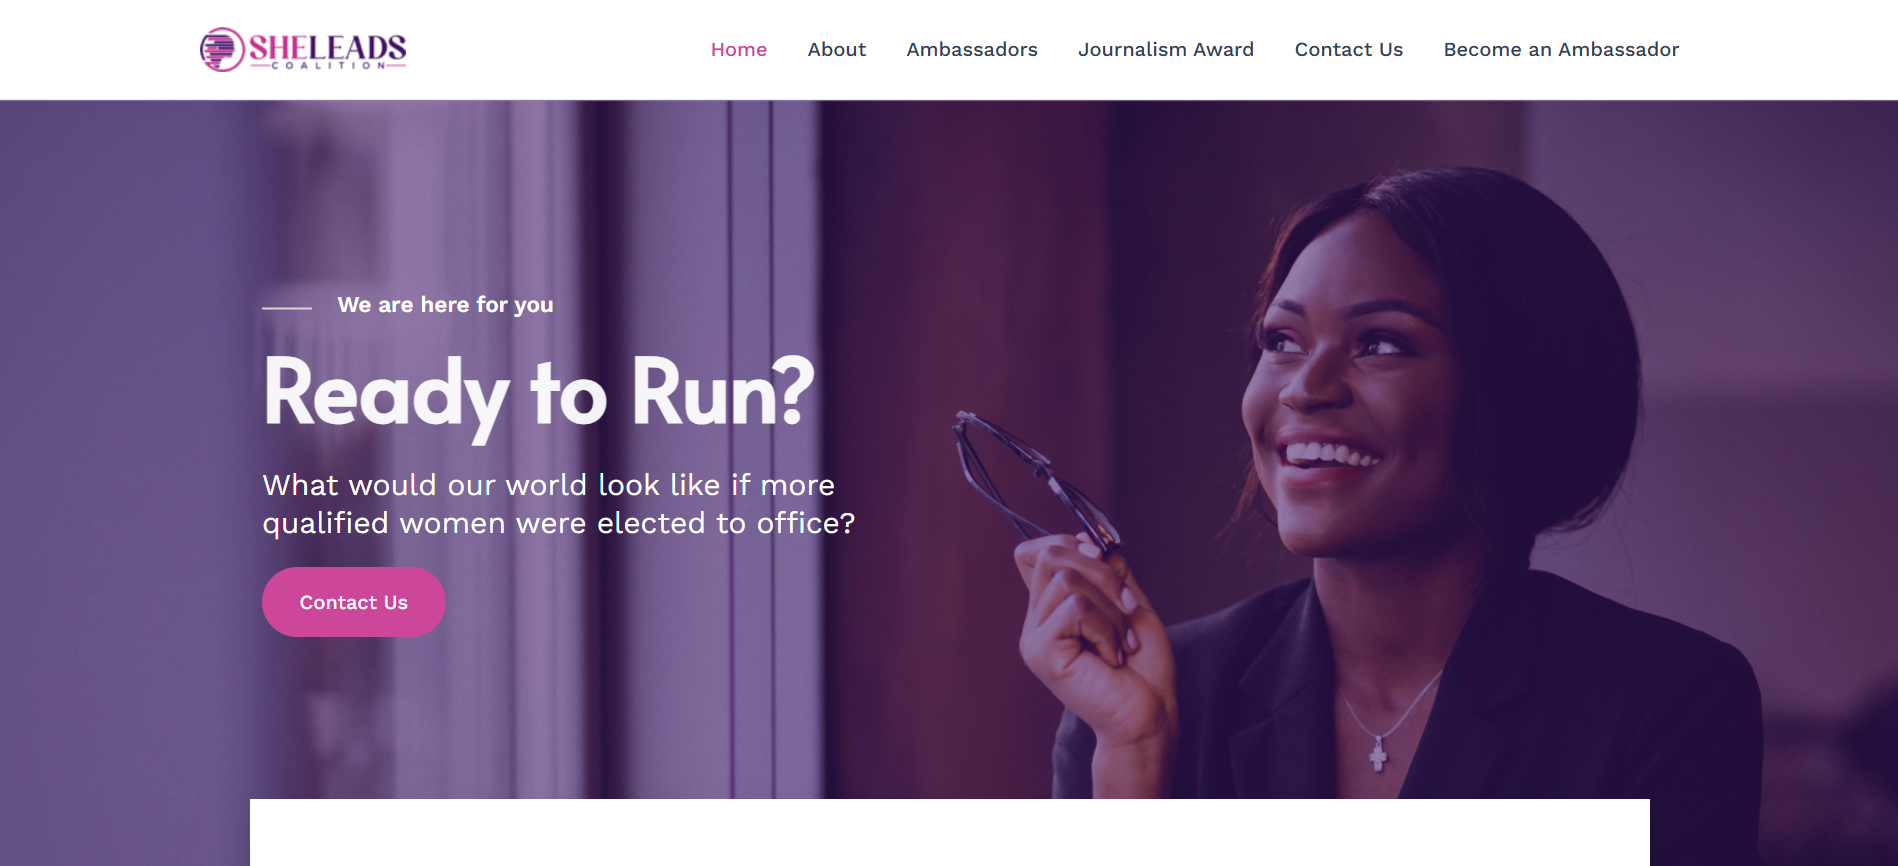 SHELEADS
COALITION
Home About Ambassadors Journalism Award Contact Us Become an Ambassador
We are here for you
Ready to Run?
What would our world look like if more
qualified women were elected to office?
Contact Us